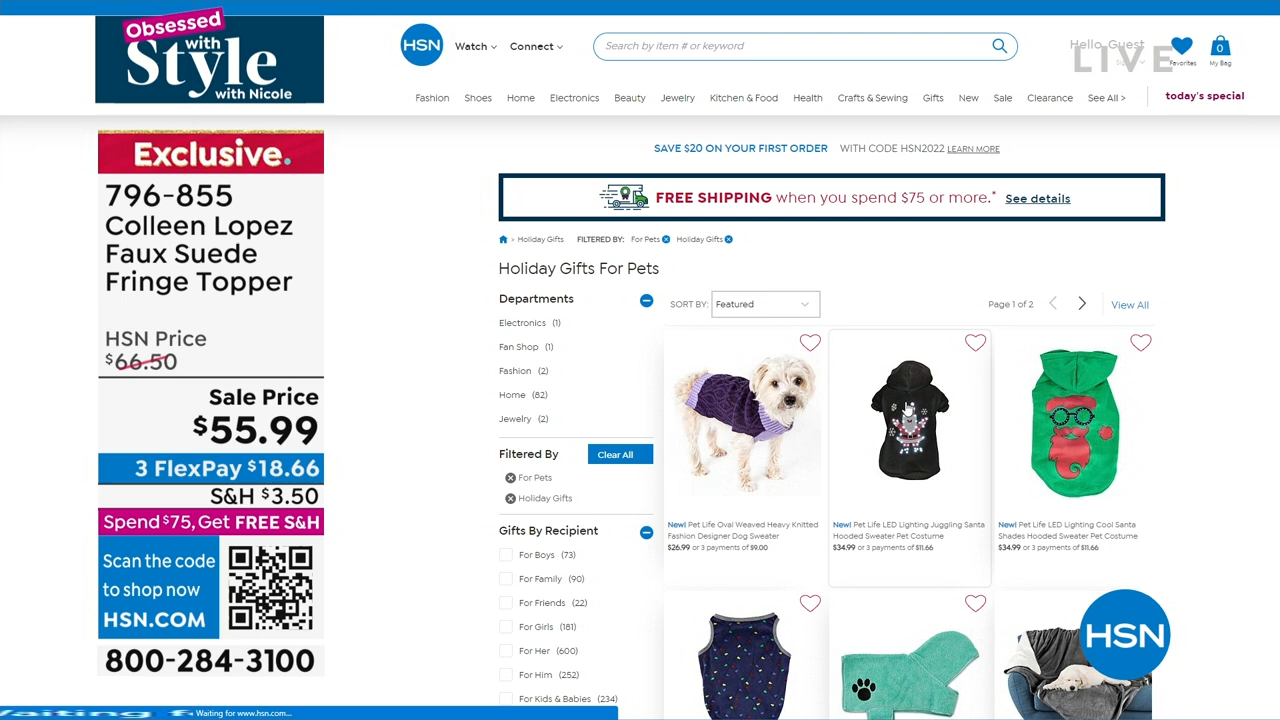 Obsessed
with
Style
with Nicole
HSN
Watch
Connect
Search by item # or keyword
Hello, Guest
LIVE
Favorites
0
My Bag
Fashion
Shoes
Home
Electronics
Beauty
Jewelry
Kitchen & Food
Health
Crafts & Sewing
Gifts
New
Sale
Clearance
See All >
today's special
Exclusive.
796-855
Colleen Lopez
Faux Suede
Fringe Topper
HSN Price
$66.50
Sale Price
$55.99
3 FlexPay $18.66
S&H $3.50
Spend $75, Get FREE S&H
Scan the code
to shop now
HSN.COM
800-284-3100
SAVE $20 ON YOUR FIRST ORDER WITH CODE HSN2022 LEARN MORE
FREE SHIPPING when you spend $75 or more.* See details
> Holiday Gifts FILTERED BY: For Pets Holiday Gifts
Holiday Gifts For Pets
Departments
Electronics (1)
Fan Shop (1)
Fashion (2)
Home (82)
Jewelry (2)
Filtered By
Clear All
For Pets
Holiday Gifts
Gifts By Recipient
For Boys (73)
For Family (90)
For Friends (22)
For Girls (181)
For Her (600)
For Him (252)
For Kids & Babies (234)
SORT BY: Featured
Page 1 of 2
View All
New! Pet Life Oval Weaved Heavy Knitted
Fashion Designer Dog Sweater
$26.99 or 3 payments of $9.00
New! Pet Life LED Lighting Juggling Santa
Hooded Sweater Pet Costume
$34.99 or 3 payments of $11.66
New! Pet Life LED Lighting Cool Santa
Shades Hooded Sweater Pet Costume
$34.99 or 3 payments of $11.66
HSN
Waiting for www.hsn.com...